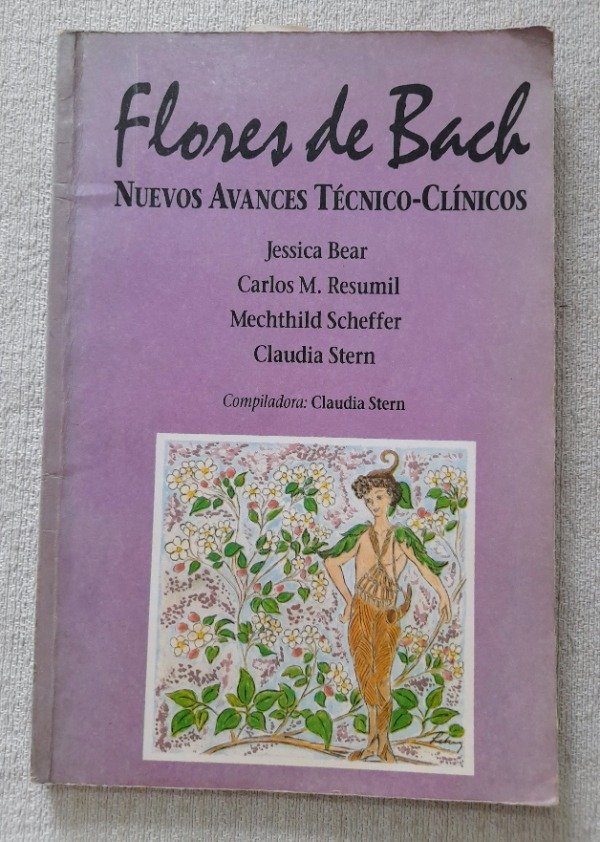 Flores de Bach
NUEVOS AVANCES TÉCNICO-CLÍNICOS
Jessica Bear
Carlos M. Resumil
Mechthild Scheffer
Claudia Stern
Compiladora: Claudia Stern